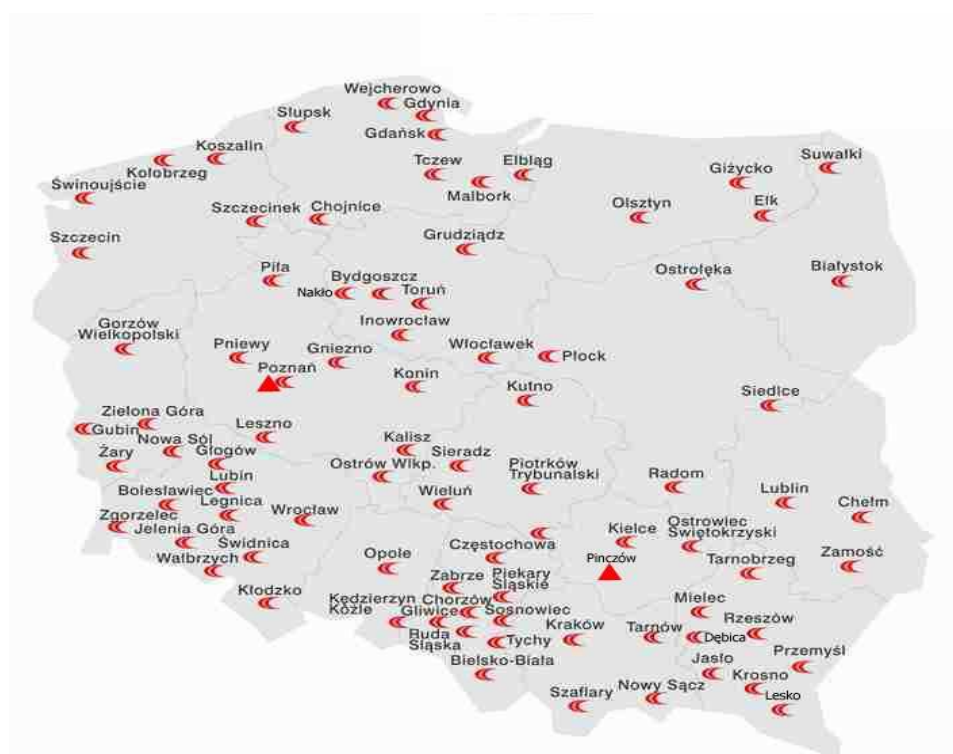 Wejcherowo
Gdynia
Słupsk
Gdańsk
Koszalin
Kołobrzeg
Tczew
Elbląg
Malbork
Giżycko
Suwałki
Świnoujście
Szczecinek
Chojnice
Olsztyn
Ełk
Szczecin
Grudziądz
Piła
Bydgoszcz
Nakło
Toruń
Ostrołęka
Białystok
Gorzów
Wielkopolski
Inowrocław
Pniewy
Gniezno
Włocławek
Płock
Poznań
Konin
Kutno
Siedlce
Zielona Góra
Gubin
Leszno
Nowa Sól
Kalisz
Żary
Głogów
Sieradz
Ostrów Wlkp.
Piotrków
Trybunalski
Radom
Lubin
Bolesławiec
Legnica
Wieluń
Lublin
Chełm
Zgorzelec
Wrocław
Jelenia Góra
Kielce
Ostrowiec
Świętokrzyski
Świdnica
Wałbrzych
Opole
Częstochowa
Pinczów
Tarnobrzeg
Zamość
Kłodzko
Zabrze
Piekary
Śląskie
Kędzierzyn
Koźle
Chorzów
Gliwice
Sosnowiec
Mielec
Ruda
Śląska
Tychy
Kraków
Tarnów
Dębica
Rzeszów
Bielsko-Biała
Jasło
Przemyśl
Krosno
Szaflary
Nowy Sącz
Lesko